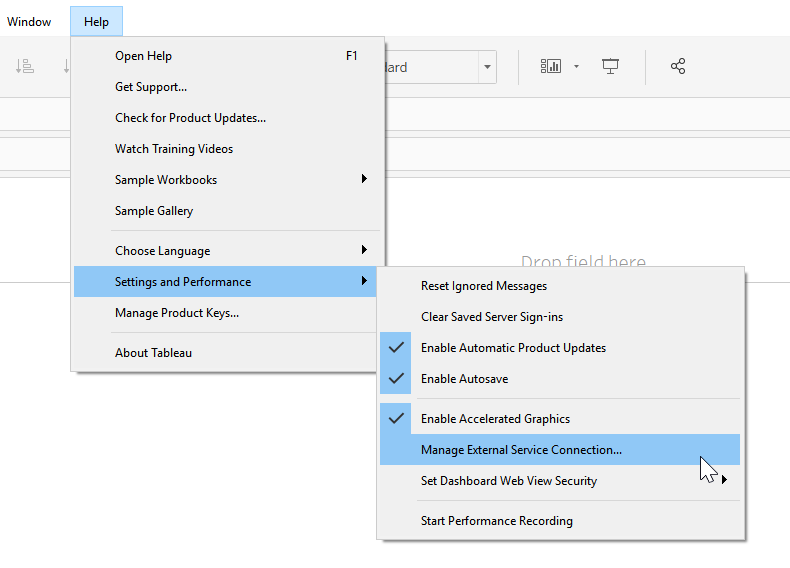 Window
Help
Open Help F1
Get Support...
Check for Product Updates...
Watch Training Videos
Sample Workbooks
Sample Gallery
Choose Language
Settings and Performance
Manage Product Keys...
About Tableau
Drop field here
Reset Ignored Messages
Clear Saved Server Sign-ins
Enable Automatic Product Updates
Enable Autosave
Enable Accelerated Graphics
Manage External Service Connection...
Set Dashboard Web View Security
Start Performance Recording